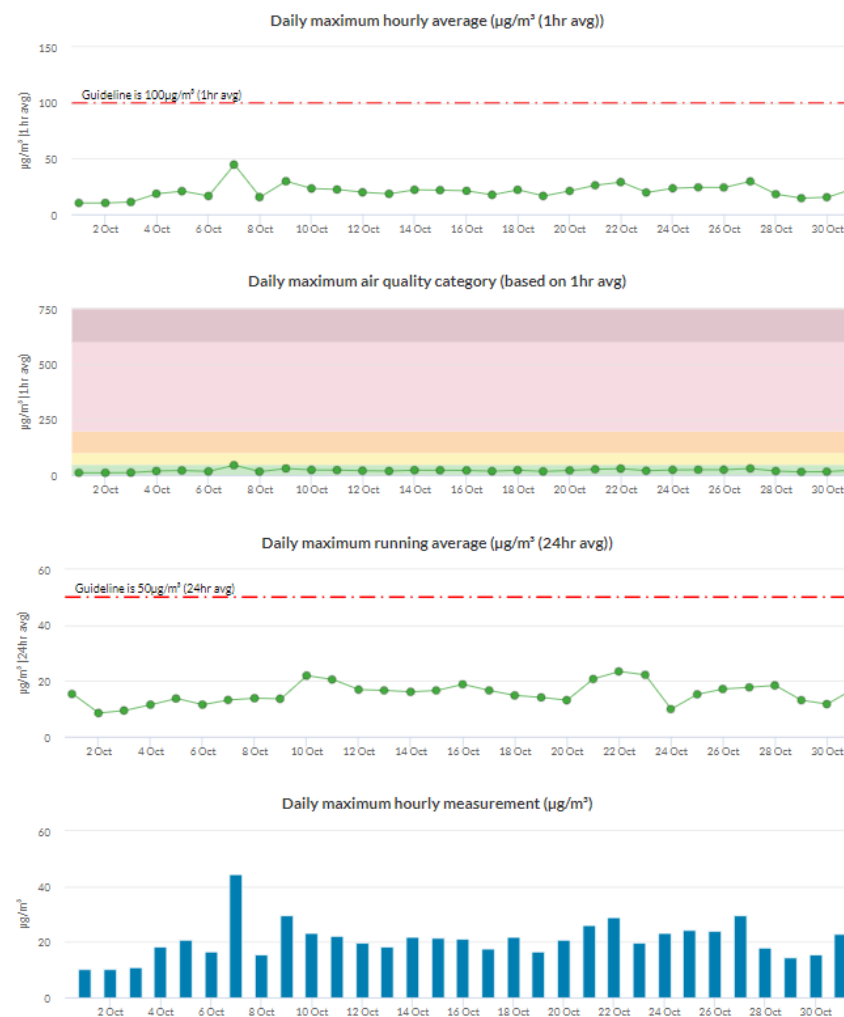 Daily maximum hourly average (µg/m³ (1hr avg))
150
Guideline is 100µg/m³ (1hr avg)
100
50
0
µg/m³ (1hr avg)
2 Oct 4 Oct 6 Oct 8 Oct 10 Oct 12 Oct 14 Oct 16 Oct 18 Oct 20 Oct 22 Oct 24 Oct 26 Oct 28 Oct 30 Oct
Daily maximum air quality category (based on 1hr avg)
750
500
250
0
µg/m³ (1hr avg)
2 Oct 4 Oct 6 Oct 8 Oct 10 Oct 12 Oct 14 Oct 16 Oct 18 Oct 20 Oct 22 Oct 24 Oct 26 Oct 28 Oct 30 Oct
Daily maximum running average (µg/m³ (24hr avg))
60
Guideline is 50µg/m³ (24hr avg)
40
20
0
µg/m³ (24hr avg)
2 Oct 4 Oct 6 Oct 8 Oct 10 Oct 12 Oct 14 Oct 16 Oct 18 Oct 20 Oct 22 Oct 24 Oct 26 Oct 28 Oct 30 Oct
Daily maximum hourly measurement (µg/m³)
60
40
20
0
µg/m³
2 Oct 4 Oct 6 Oct 8 Oct 10 Oct 12 Oct 14 Oct 16 Oct 18 Oct 20 Oct 22 Oct 24 Oct 26 Oct 28 Oct 30 Oct